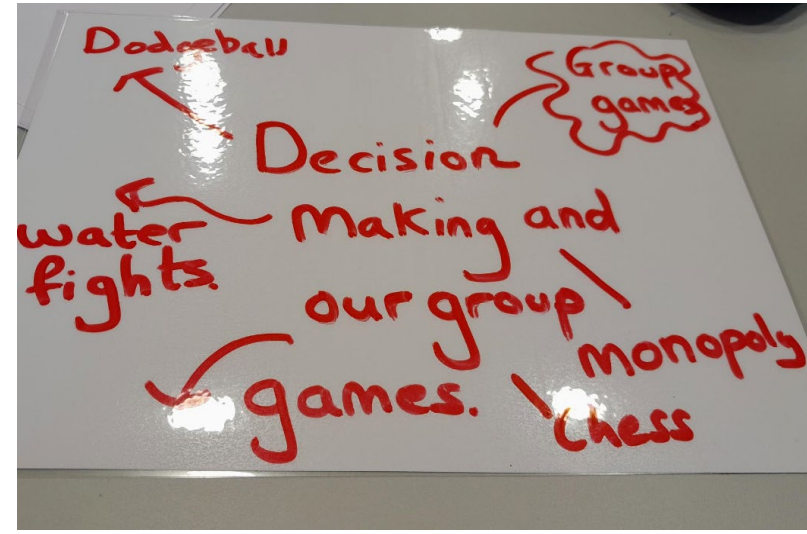 Dodgeball
Group
games
Decision
Making and
water
fights.
our group
monopoly
games.
chess